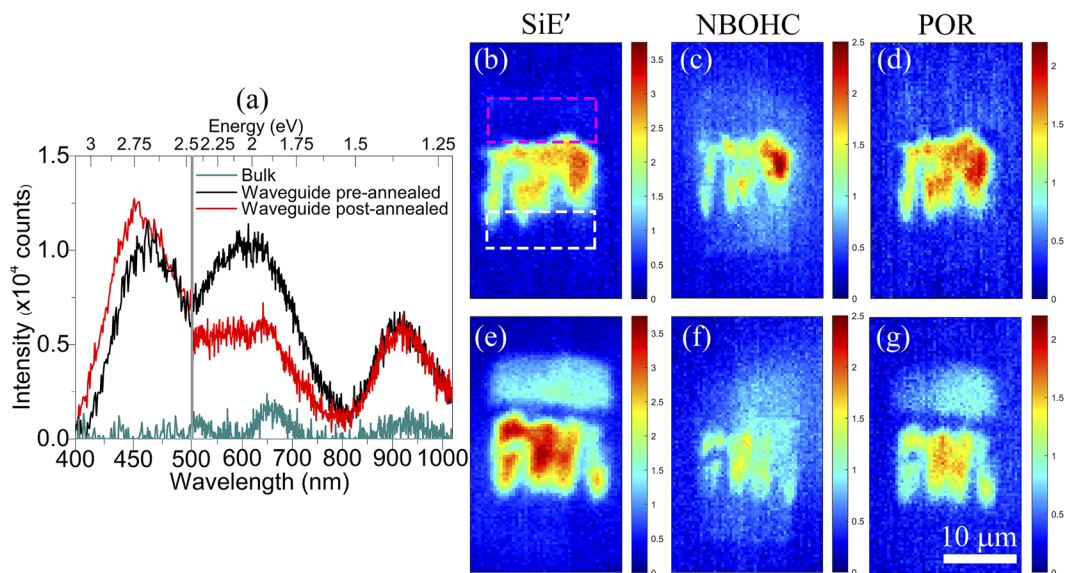 SiE’ NBOHC POR
(a)
Energy (eV)
3 2.75 2.5 2.25 2 1.75 1.5 1.25
Bulk
Waveguide pre-annealed
Waveguide post-annealed
Intensity (x10⁴ counts)
1.5
1.0
0.5
0.0
400 450 500 600 700 800 900 1000
Wavelength (nm)
(b)
3.5
3
2.5
2
1.5
1
0.5
0
(c)
2.5
2
1.5
1
0.5
0
(d)
2
1.5
1
0.5
0
(e)
3.5
3
2.5
2
1.5
1
0.5
0
(f)
2.5
2
1.5
1
0.5
0
(g)
2
1.5
1
0.5
0
10 μm